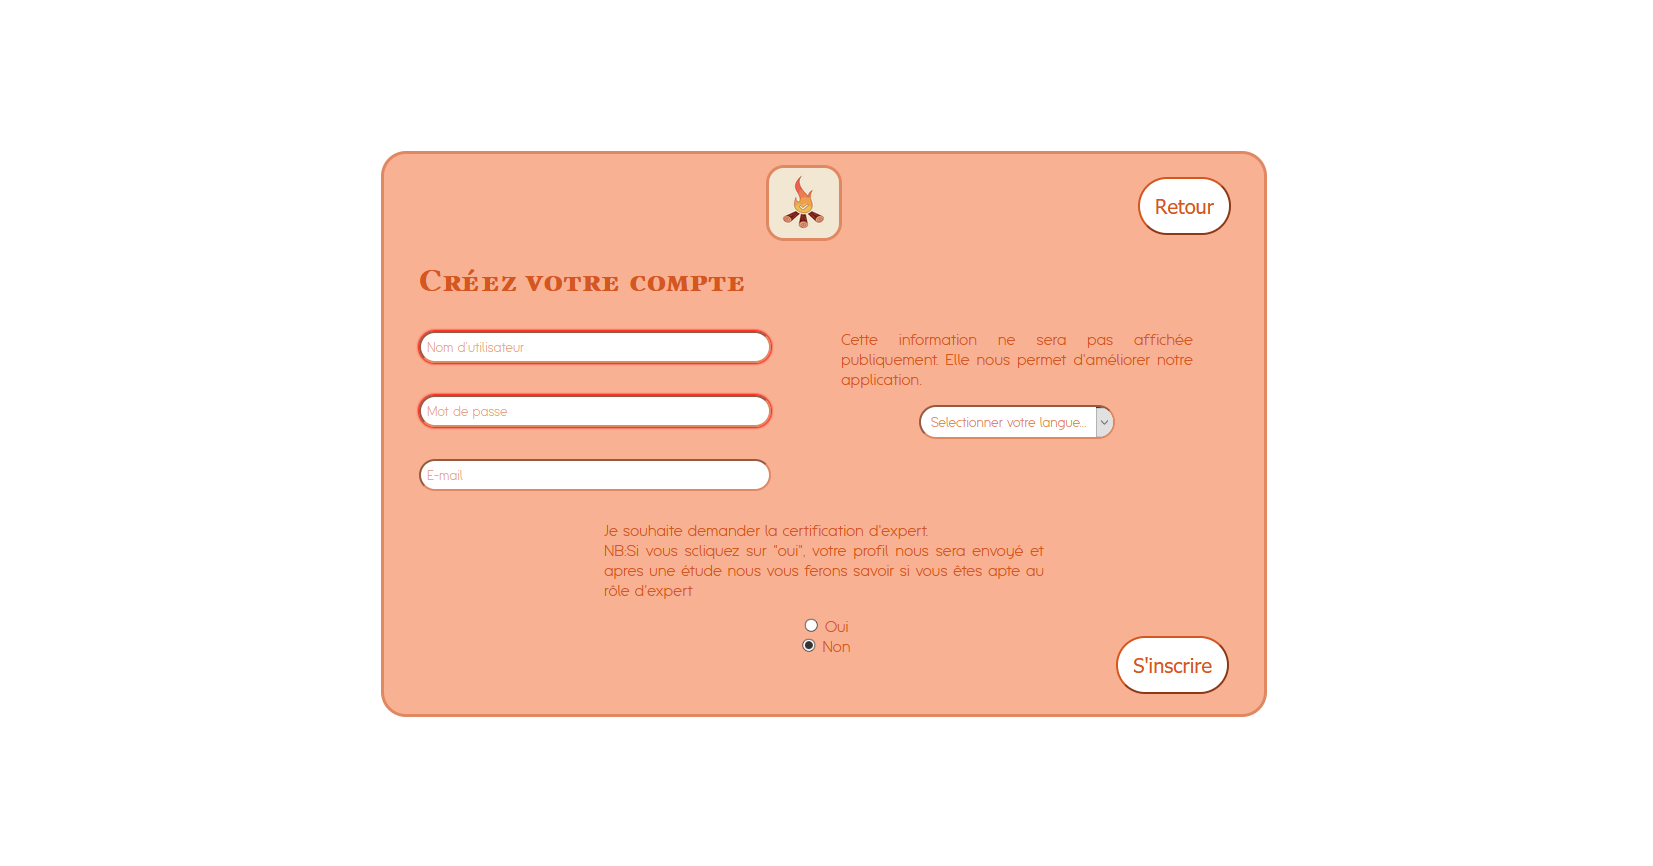 Retour
Créez votre compte
Nom d'utilisateur
Mot de passe
E-mail
Cette information ne sera pas affichée
publiquement. Elle nous permet d'améliorer notre
application.
Selectionner votre langue...
Je souhaite demander la certification d'expert.
NB:Si vous scliquez sur "oui", votre profil nous sera envoyé et
apres une étude nous vous ferons savoir si vous êtes apte au
rôle d'expert
Oui
Non
S'inscrire